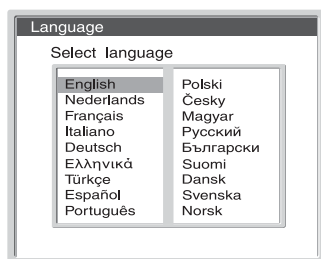 Language
Select language
English
Nederlands
Français
Italiano
Deutsch
Ελληνικά
Türkçe
Español
Português
Polski
Česky
Magyar
Русский
Български
Suomi
Dansk
Svenska
Norsk